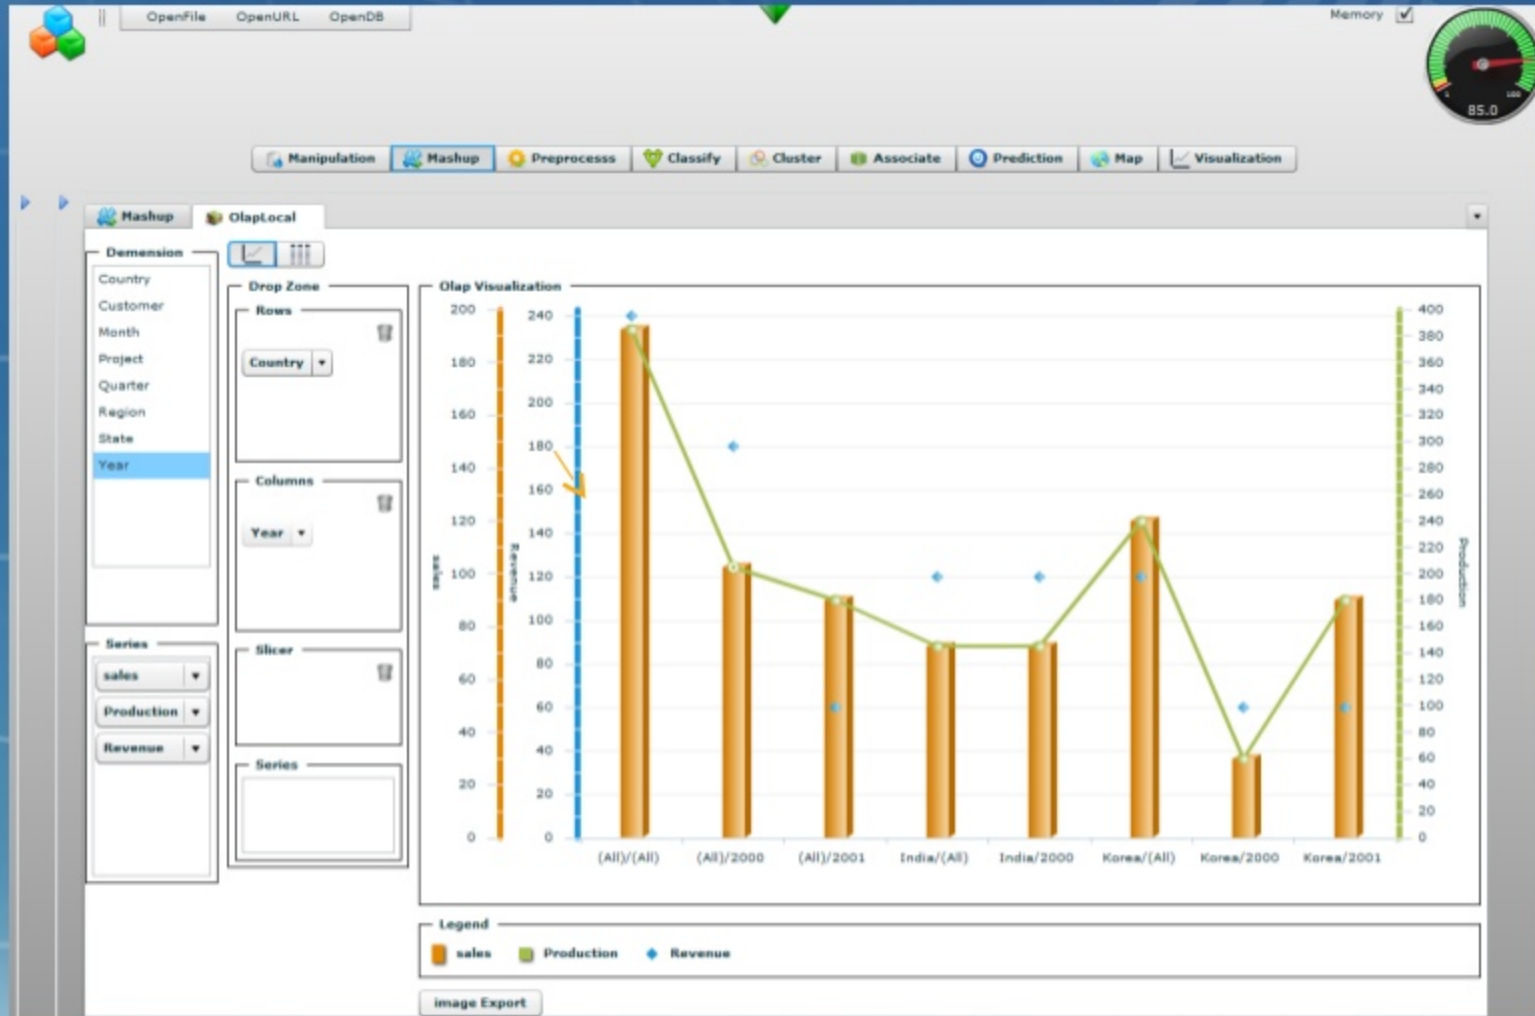 OpenFile OpenURL OpenDB
Memory
1 100
85.0
Manipulation Mashup Preprocesss Classify Cluster Associate Prediction Map Visualization
Mashup OlapLocal
Demension
Country
Customer
Month
Project
Quarter
Region
State
Year
Series
sales
Production
Revenue
Drop Zone
Rows
Country
Columns
Year
Slicer
Series
Olap Visualization
200
180
160
140
120
100
80
60
40
20
0
sales
240
220
200
180
160
140
120
100
80
60
40
20
0
Revenue
400
380
360
340
320
300
280
260
240
220
200
180
160
140
120
100
80
60
40
20
0
Production
(All)/(All) (All)/2000 (All)/2001 India/(All) India/2000 Korea/(All) Korea/2000 Korea/2001
Legend
sales Production Revenue
image Export